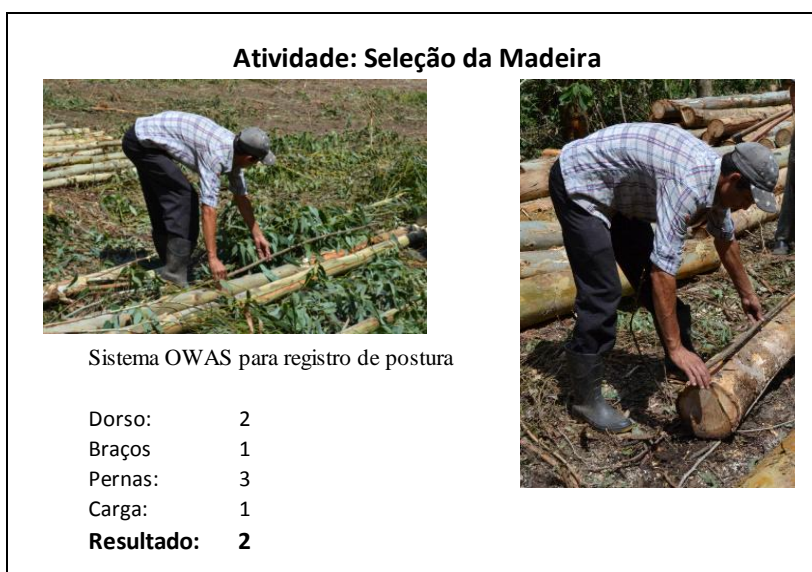 Atividade: Seleção da Madeira
Sistema OWAS para registro de postura
Dorso: 2
Braços 1
Pernas: 3
Carga: 1
Resultado: 2